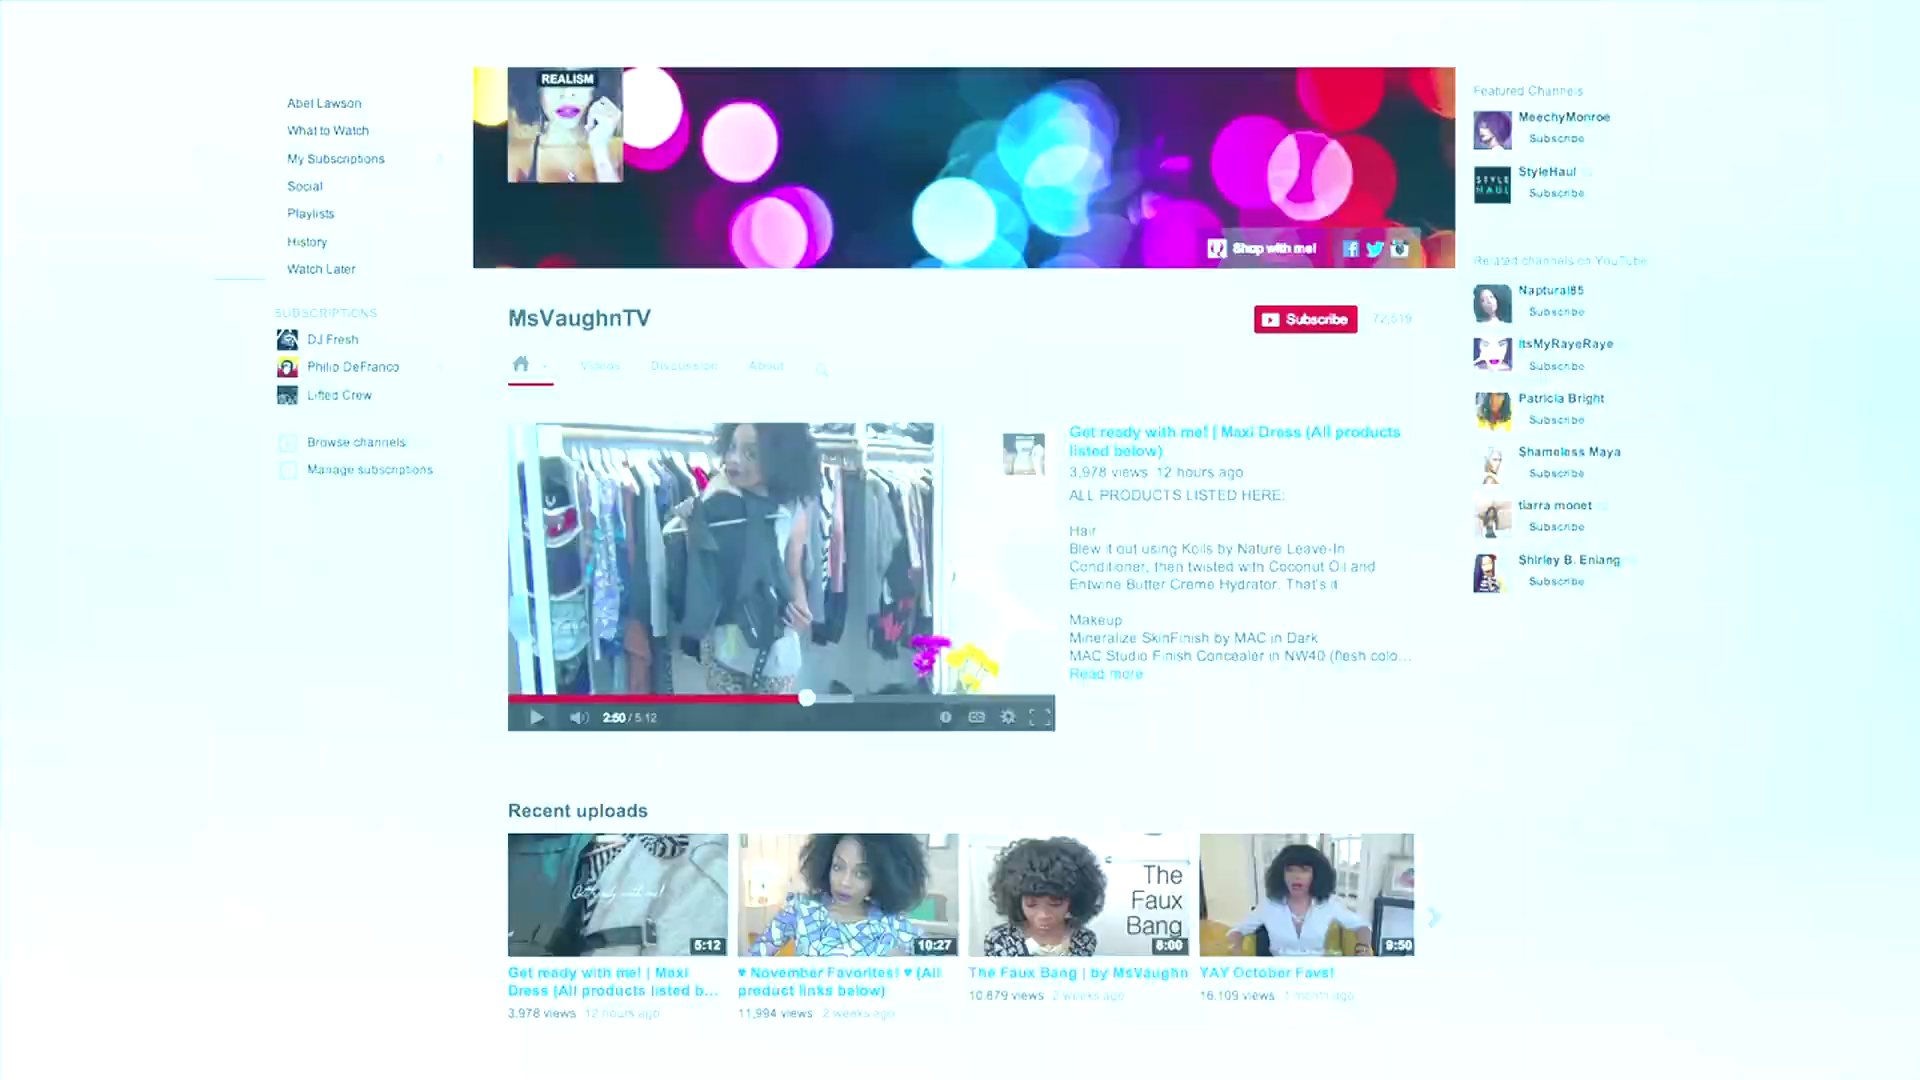 REALISM
Abel Lawson
What to Watch
My Subscriptions
Social
Playlists
History
Watch Later
SUBSCRIPTIONS
DJ Fresh
Philip DeFranco
Lifted Crew
Browse channels
Manage subscriptions
Shop with me!
MsVaughnTV
Subscribe 72,519
Videos Discussion About
Get ready with me! | Maxi Dress (All products
listed below)
3,978 views 12 hours ago
ALL PRODUCTS LISTED HERE:
Hair
Blew it out using Koils by Nature Leave-In
Conditioner, then twisted with Coconut Oil and
Entwine Butter Creme Hydrator. That's it.
Makeup
Mineralize SkinFinish by MAC in Dark
MAC Studio Finish Concealer in NW40 (flesh colo...
Read more
2:50 / 5:12
Recent uploads
Get ready with me!
5:12
Get ready with me! | Maxi
Dress (All products listed b...
3,978 views 12 hours ago
10:27
♥ November Favorites! ♥ (All
product links below)
11,994 views 2 weeks ago
The
Faux
Bang
8:00
The Faux Bang | by MsVaughn
10,679 views 2 weeks ago
9:50
YAY October Favs!
16,109 views 1 month ago
Featured Channels
MeechyMonroe
Subscribe
STYLE
HAUL
StyleHaul
Subscribe
Related channels on YouTube
Naptural85
Subscribe
ItsMyRayeRaye
Subscribe
Patricia Bright
Subscribe
Shameless Maya
Subscribe
tiarra monet
Subscribe
Shirley B. Eniang
Subscribe